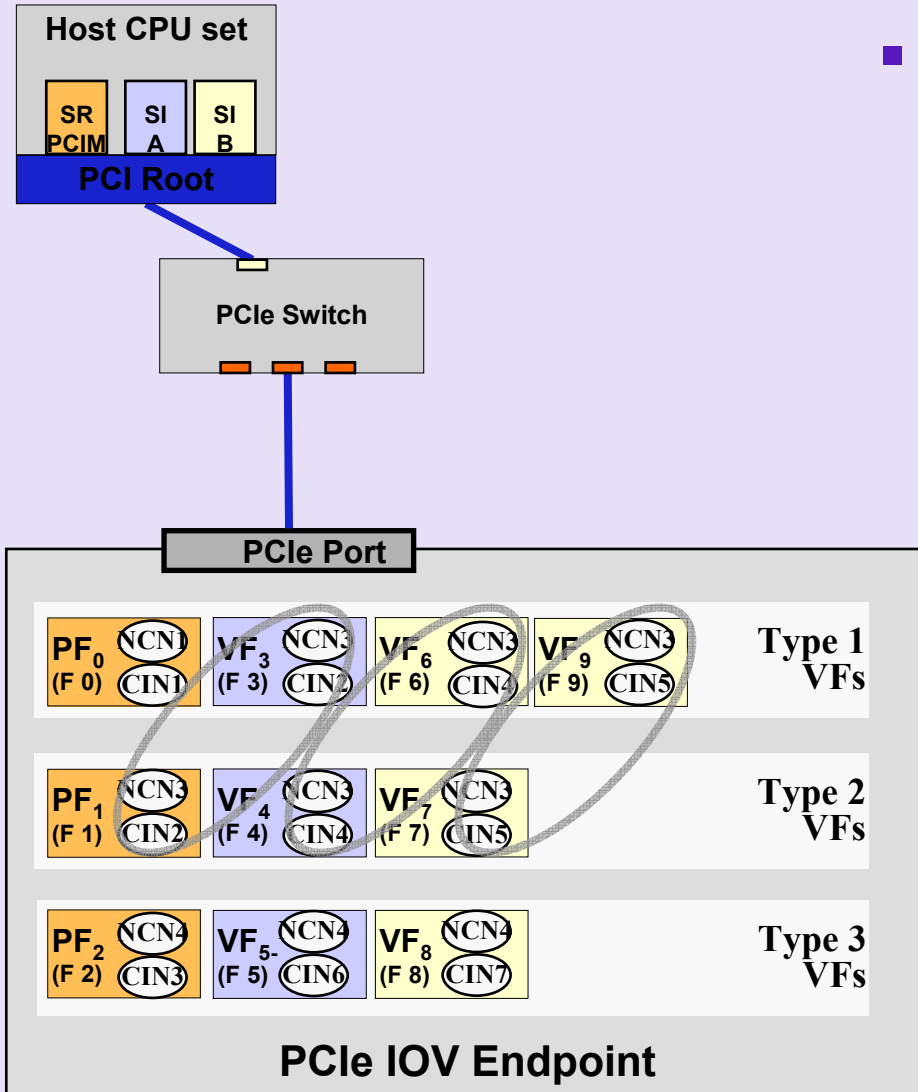 Host CPU set
SR
PCIM
SI
A
SI
B
PCI Root
PCIe Switch
PCIe Port
PF0
(F 0)
NCN1
CIN1
VF3
(F 3)
NCN3
CIN2
VF6
(F 6)
NCN3
CIN4
VF9
(F 9)
NCN3
CIN5
Type 1
VFs
PF1
(F 1)
NCN3
CIN2
VF4
(F 4)
NCN3
CIN4
VF7
(F 7)
NCN3
CIN5
Type 2
VFs
PF2
(F 2)
NCN4
CIN3
VF5-
(F 5)
NCN4
CIN6
VF8
(F 8)
NCN4
CIN7
Type 3
VFs
PCIe IOV Endpoint